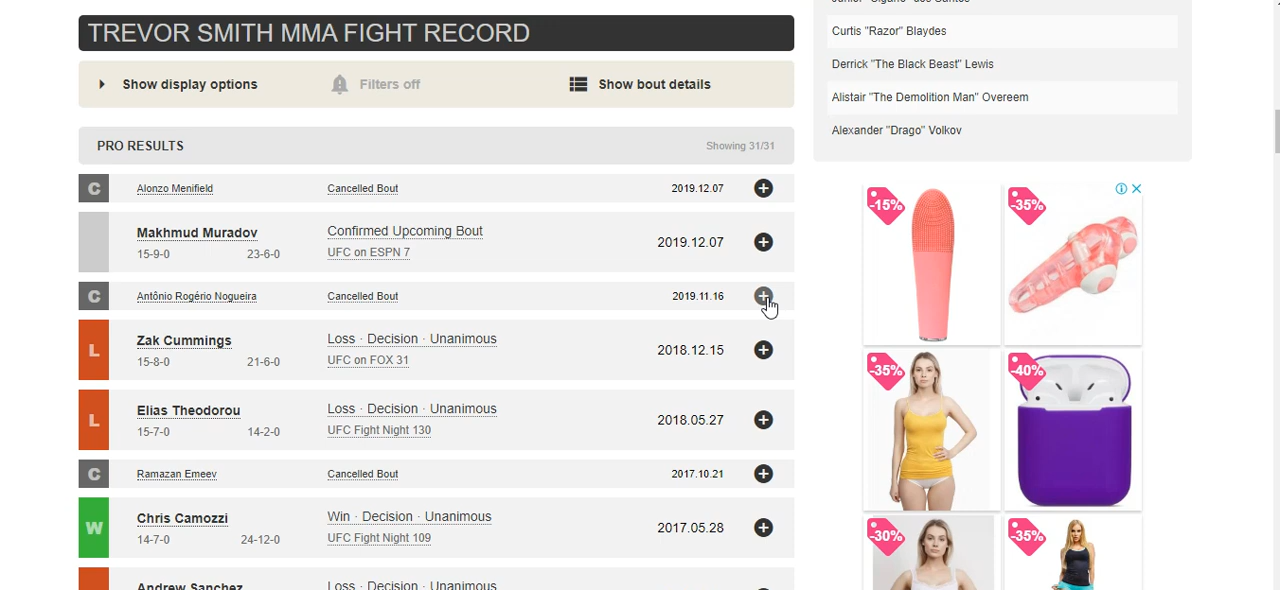 TREVOR SMITH MMA FIGHT RECORD
Show display options
Filters off
Show bout details
PRO RESULTS
Showing 31/31
C Alonzo Menifield Cancelled Bout 2019.12.07
Makhmud Muradov Confirmed Upcoming Bout
15-9-0 23-6-0 UFC on ESPN 7 2019.12.07
C Antônio Rogério Nogueira Cancelled Bout 2019.11.16
L Zak Cummings Loss · Decision · Unanimous
15-8-0 21-6-0 UFC on FOX 31 2018.12.15
L Elias Theodorou Loss · Decision · Unanimous
15-7-0 14-2-0 UFC Fight Night 130 2018.05.27
C Ramazan Emeev Cancelled Bout 2017.10.21
W Chris Camozzi Win · Decision · Unanimous
14-7-0 24-12-0 UFC Fight Night 109 2017.05.28
Andrew Sanchez Loss · Decision · Unanimous
Curtis "Razor" Blaydes
Derrick "The Black Beast" Lewis
Alistair "The Demolition Man" Overeem
Alexander "Drago" Volkov
-15% -35%
-35% -40%
-30% -35%